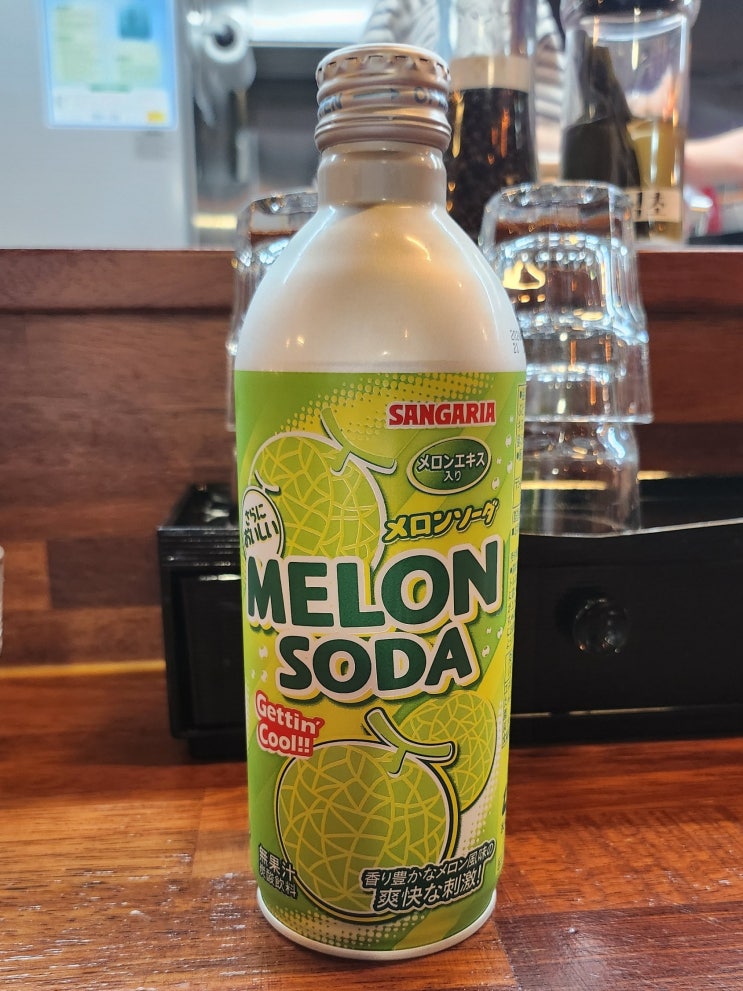 SANGARIA
メロンエキス
入り
さらに
おいしい
メロンソーダ
MELON
SODA
Gettin'
Cool!!
無果汁
炭酸飲料
香り豊かなメロン風味の
爽快な刺激!